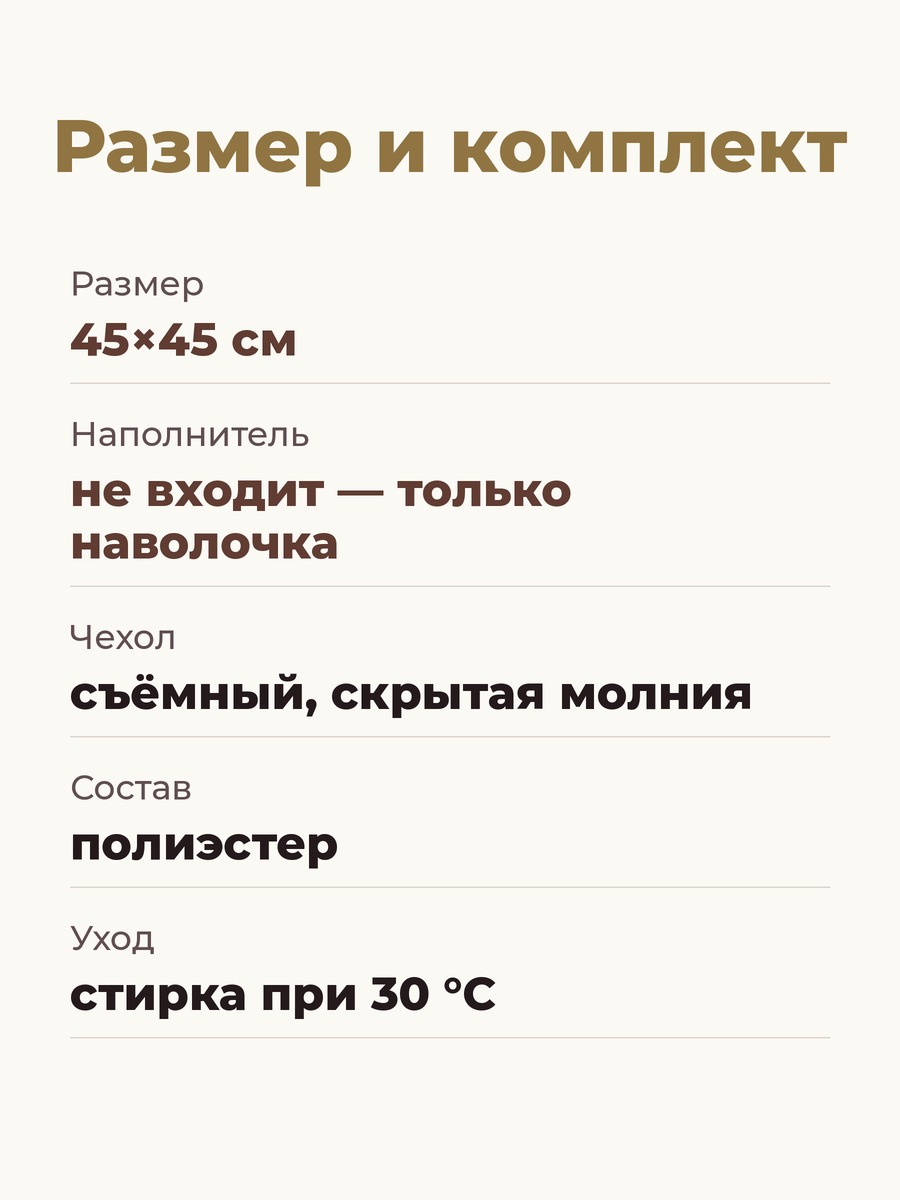 Размер и комплект
Размер
45×45 см
Наполнитель
не входит — только
наволочка
Чехол
съёмный, скрытая молния
Состав
полиэстер
Уход
стирка при 30 °C